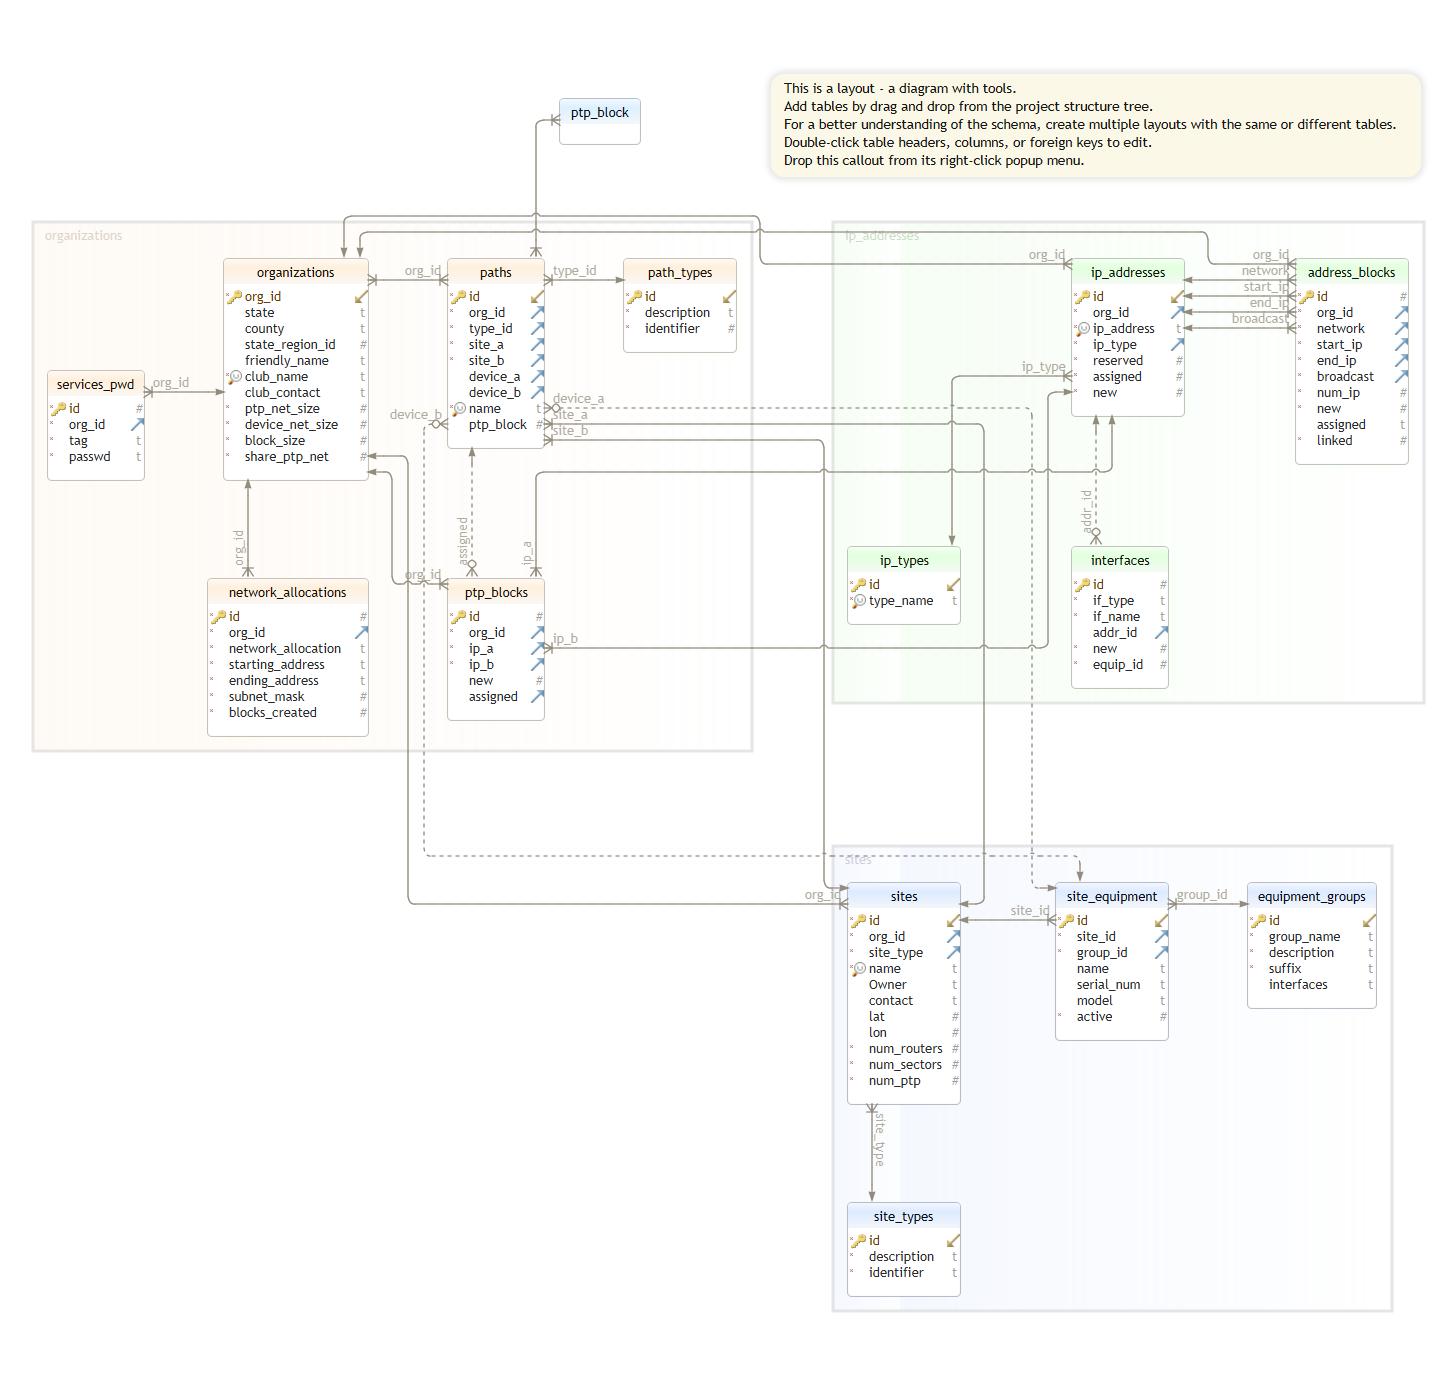 This is a layout - a diagram with tools.
Add tables by drag and drop from the project structure tree.
For a better understanding of the schema, create multiple layouts with the same or different tables.
Double-click table headers, columns, or foreign keys to edit.
Drop this callout from its right-click popup menu.
ptp_block
organizations
organizations
org_id
state t
county t
state_region_id #
friendly_name t
club_name t
club_contact t
ptp_net_size #
device_net_size #
block_size #
share_ptp_net #
org_id
paths
id
org_id
type_id
site_a
site_b
device_a
device_b
name t
ptp_block #
type_id
path_types
id
description t
identifier #
services_pwd
id #
org_id
tag t
passwd t
org_id
device_b
device_a
site_a
site_b
org_id
assigned
ip_a
org_id
network_allocations
id #
org_id
network_allocation t
starting_address t
ending_address t
subnet_mask #
blocks_created #
ptp_blocks
id #
org_id
ip_a
ip_b
new #
assigned
ip_b
ip_addresses
org_id
ip_addresses
id
org_id
ip_address t
ip_type
reserved #
assigned #
new #
org_id
network
start_ip
end_ip
broadcast
address_blocks
id #
org_id
network
start_ip
end_ip
broadcast
num_ip #
new #
assigned t
linked #
ip_type
addr_id
ip_types
id
type_name t
interfaces
id #
if_type t
if_name t
addr_id
new #
equip_id #
sites
org_id
sites
id
org_id
site_type
name t
Owner t
contact t
lat #
lon #
num_routers #
num_sectors #
num_ptp #
site_id
site_equipment
id
site_id
group_id
name t
serial_num t
model t
active #
group_id
equipment_groups
id
group_name t
description t
suffix t
interfaces t
site_type
site_types
id
description t
identifier t